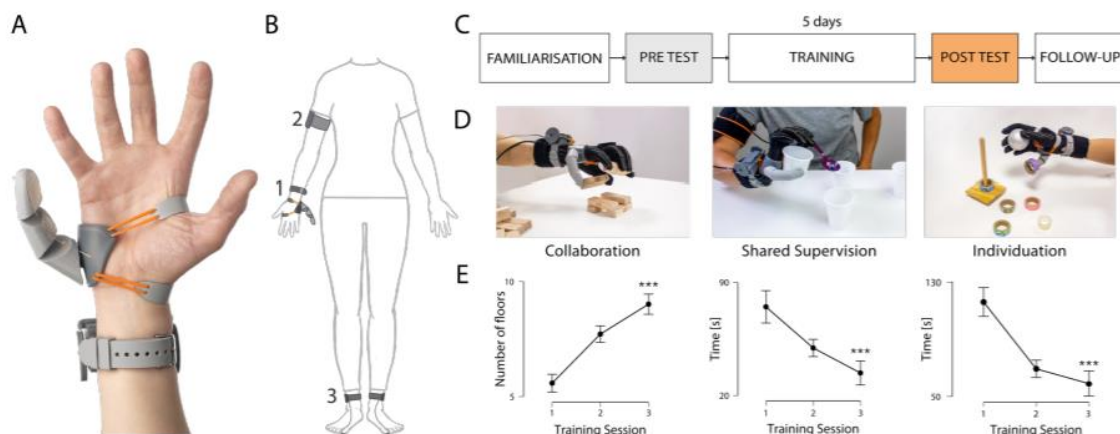 A
B
2
1
3
C
5 days
FAMILIARISATION
PRE TEST
TRAINING
POST TEST
FOLLOW-UP
D
Collaboration
Shared Supervision
Individuation
E
Number of floors
10
5
***
1 2 3
Training Session
Time [s]
90
20
***
1 2 3
Training Session
Time [s]
130
50
***
1 2 3
Training Session